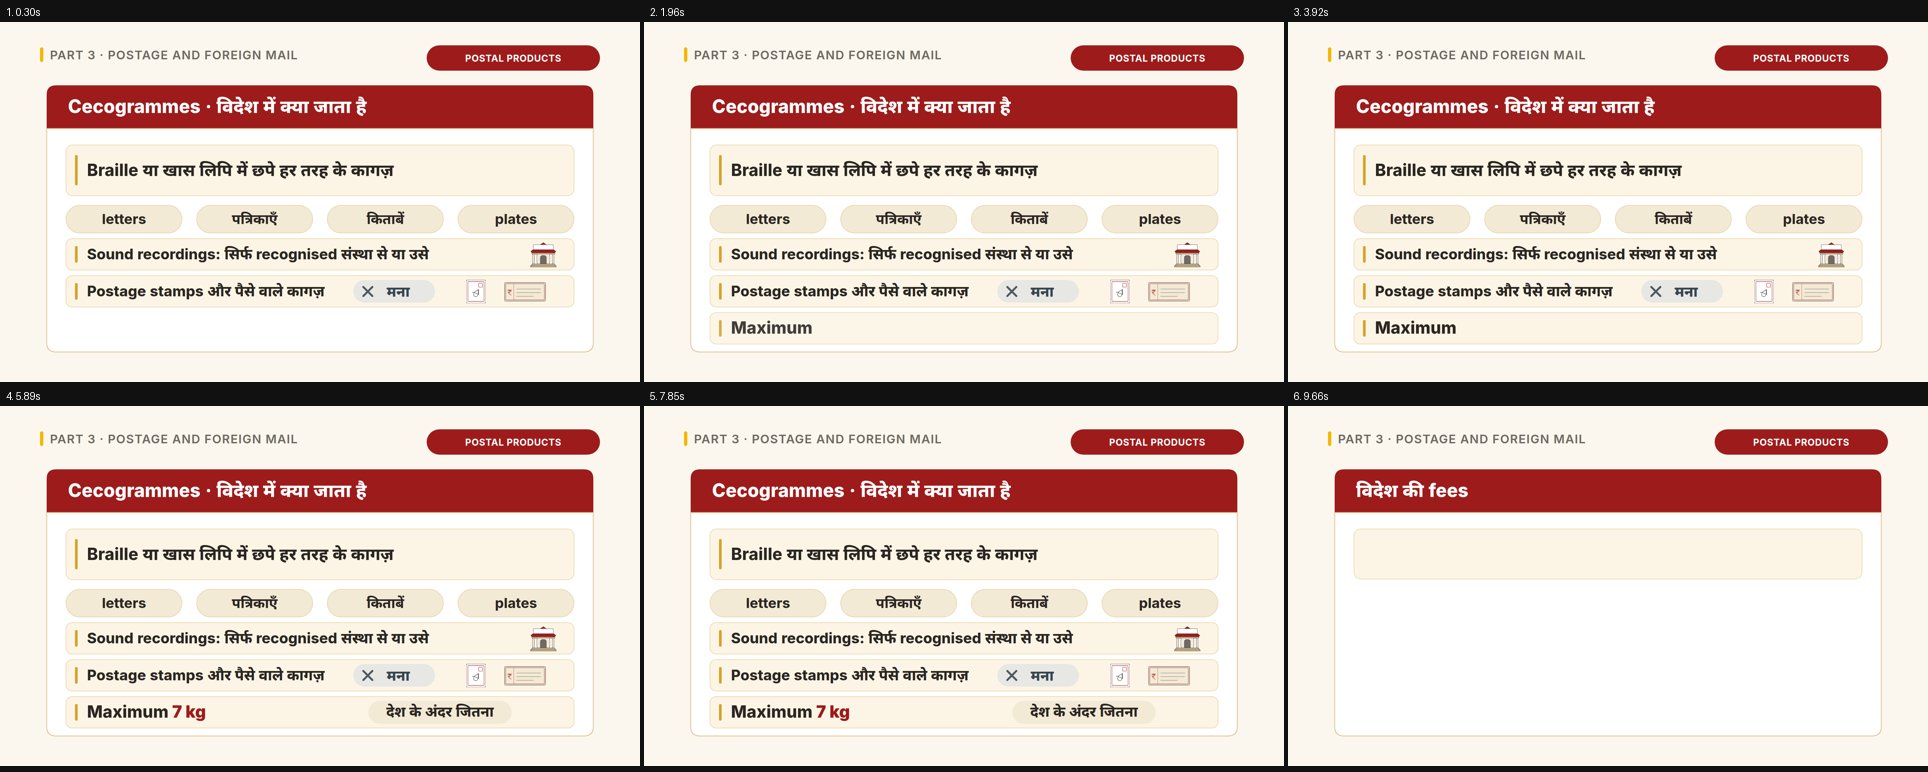 1. 0.30s
PART 3 · POSTAGE AND FOREIGN MAIL
POSTAL PRODUCTS
Cecogrammes · विदेश में क्या जाता है
Braille या खास लिपि में छपे हर तरह के कागज़
letters पत्रिकाएँ किताबें plates
Sound recordings: सिर्फ recognised संस्था से या उसे
Postage stamps और पैसे वाले कागज़ × मना
2. 1.96s
PART 3 · POSTAGE AND FOREIGN MAIL
POSTAL PRODUCTS
Cecogrammes · विदेश में क्या जाता है
Braille या खास लिपि में छपे हर तरह के कागज़
letters पत्रिकाएँ किताबें plates
Sound recordings: सिर्फ recognised संस्था से या उसे
Postage stamps और पैसे वाले कागज़ × मना
Maximum
3. 3.92s
PART 3 · POSTAGE AND FOREIGN MAIL
POSTAL PRODUCTS
Cecogrammes · विदेश में क्या जाता है
Braille या खास लिपि में छपे हर तरह के कागज़
letters पत्रिकाएँ किताबें plates
Sound recordings: सिर्फ recognised संस्था से या उसे
Postage stamps और पैसे वाले कागज़ × मना
Maximum
4. 5.89s
PART 3 · POSTAGE AND FOREIGN MAIL
POSTAL PRODUCTS
Cecogrammes · विदेश में क्या जाता है
Braille या खास लिपि में छपे हर तरह के कागज़
letters पत्रिकाएँ किताबें plates
Sound recordings: सिर्फ recognised संस्था से या उसे
Postage stamps और पैसे वाले कागज़ × मना
Maximum 7 kg देश के अंदर जितना
5. 7.85s
PART 3 · POSTAGE AND FOREIGN MAIL
POSTAL PRODUCTS
Cecogrammes · विदेश में क्या जाता है
Braille या खास लिपि में छपे हर तरह के कागज़
letters पत्रिकाएँ किताबें plates
Sound recordings: सिर्फ recognised संस्था से या उसे
Postage stamps और पैसे वाले कागज़ × मना
Maximum 7 kg देश के अंदर जितना
6. 9.66s
PART 3 · POSTAGE AND FOREIGN MAIL
POSTAL PRODUCTS
विदेश की fees